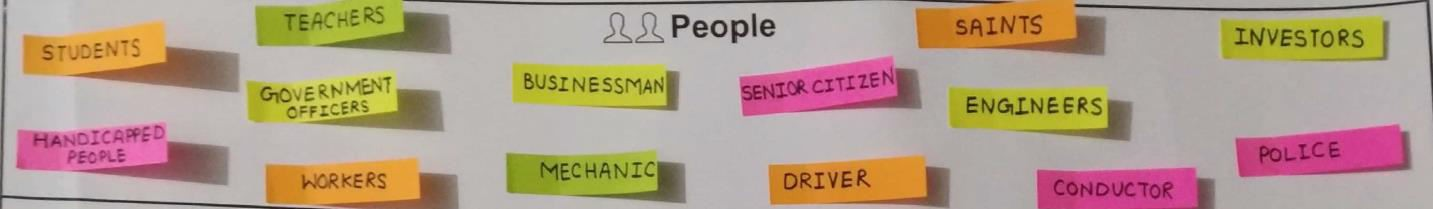 People
STUDENTS
TEACHERS
SAINTS
INVESTORS
GOVERNMENT
OFFICERS
BUSINESSMAN
SENIOR CITIZEN
ENGINEERS
HANDICAPPED
PEOPLE
WORKERS
MECHANIC
DRIVER
CONDUCTOR
POLICE